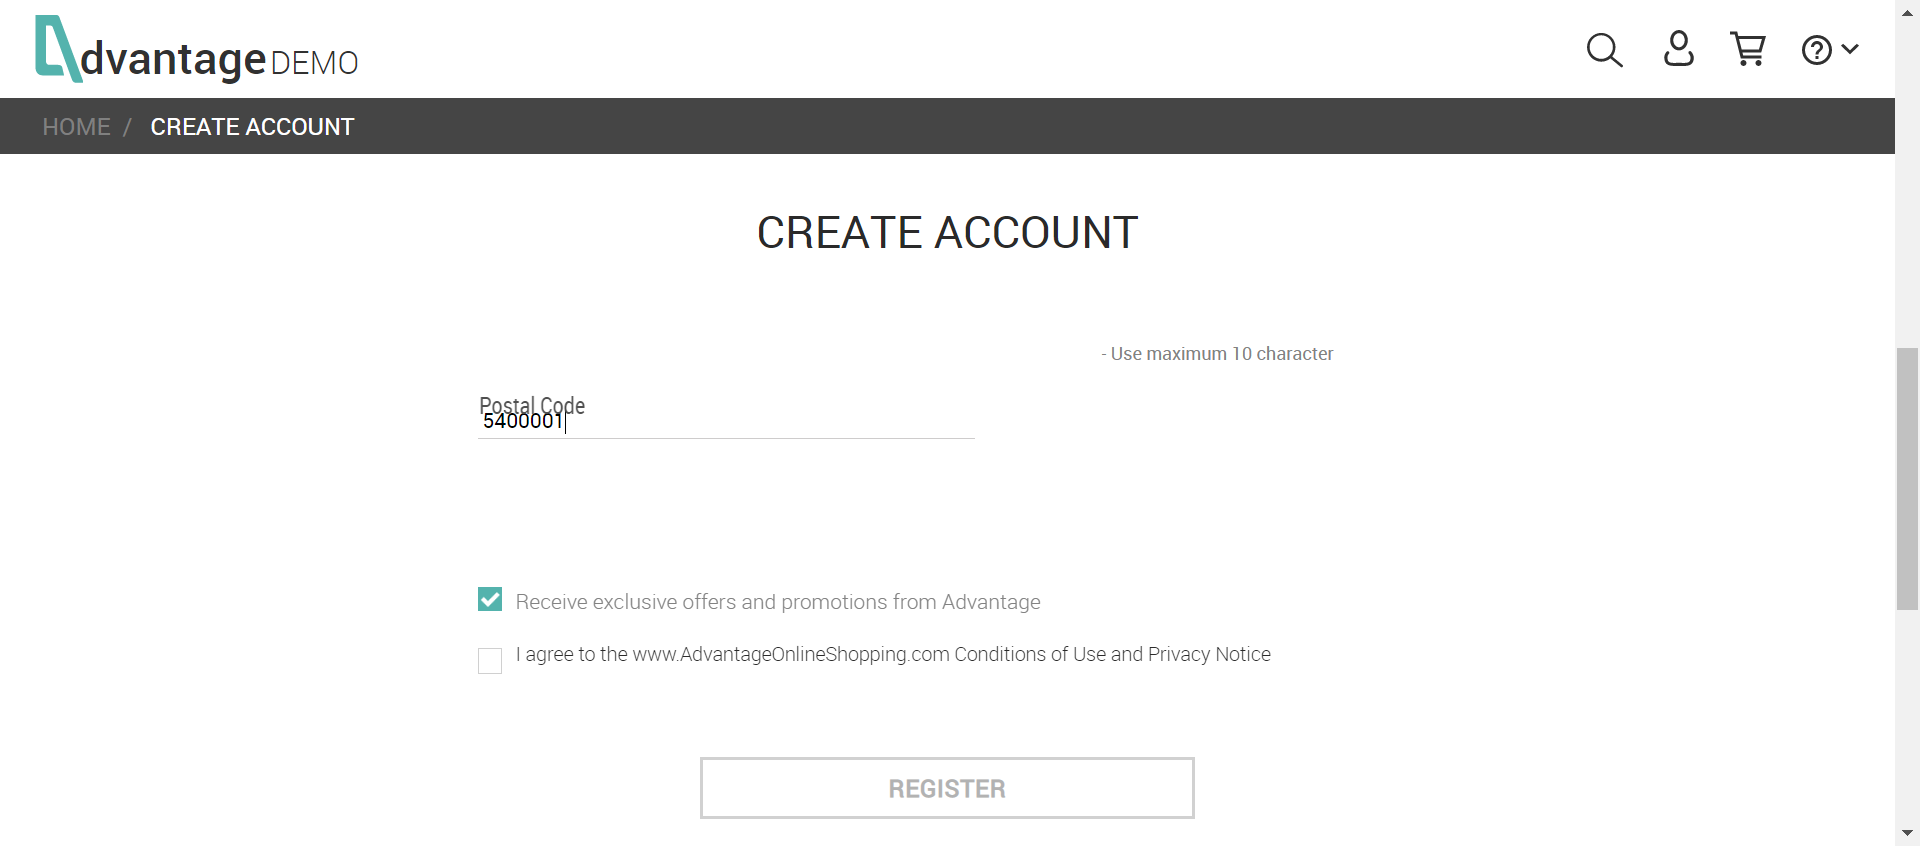 dvantage DEMO
HOME / CREATE ACCOUNT
CREATE ACCOUNT
- Use maximum 10 character
Postal Code
5400001
Receive exclusive offers and promotions from Advantage
I agree to the www.AdvantageOnlineShopping.com Conditions of Use and Privacy Notice
REGISTER